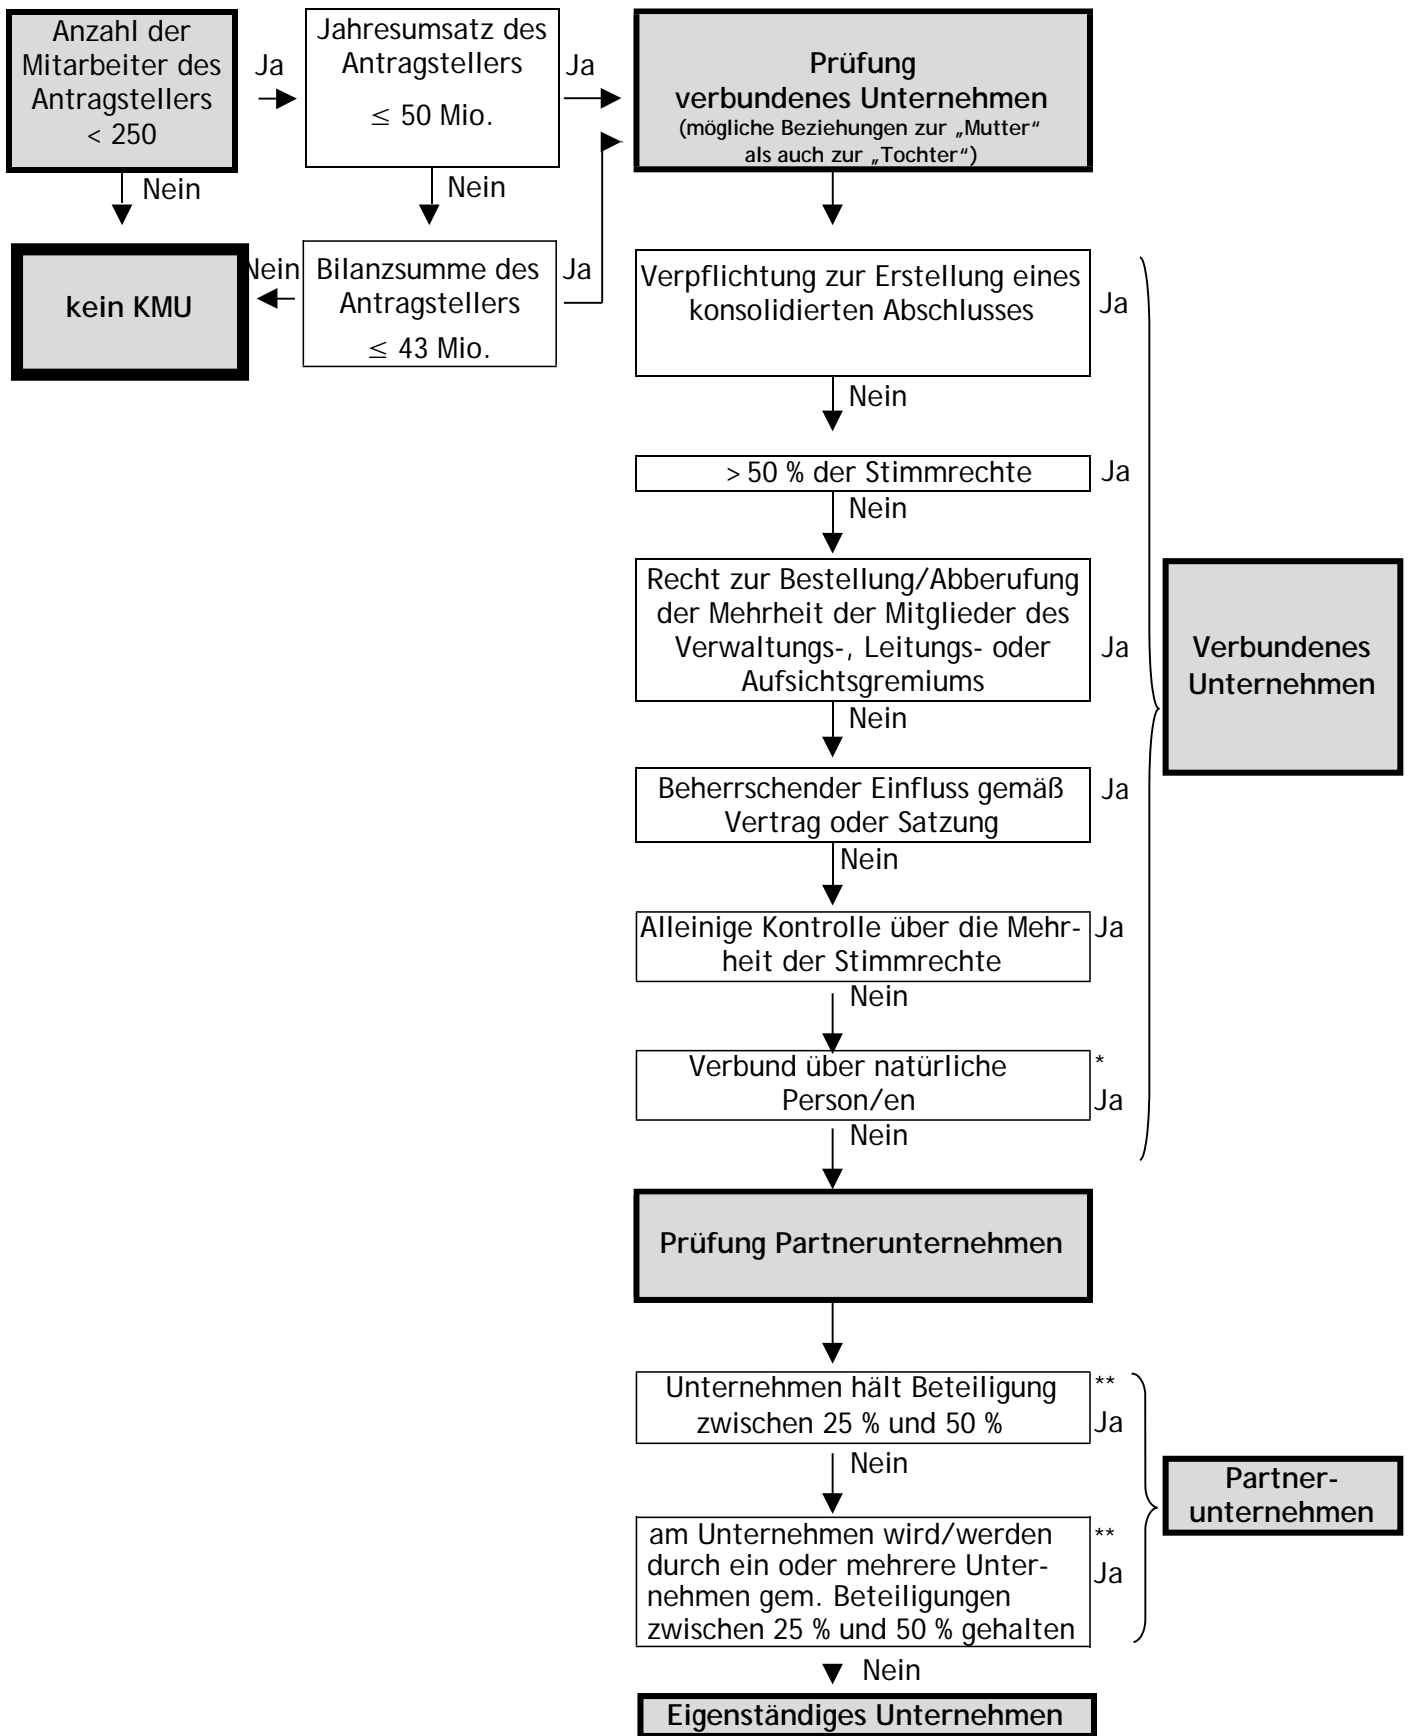 Anzahl der
Mitarbeiter des
Antragstellers
< 250
Ja
Jahresumsatz des
Antragstellers
≤ 50 Mio.
Ja
Prüfung
verbundenes Unternehmen
(mögliche Beziehungen zur „Mutter“
als auch zur „Tochter“)
Nein
Nein
kein KMU
Nein
Bilanzsumme des
Antragstellers
≤ 43 Mio.
Ja
Verpflichtung zur Erstellung eines
konsolidierten Abschlusses
Ja
Nein
> 50 % der Stimmrechte
Ja
Nein
Recht zur Bestellung/Abberufung
der Mehrheit der Mitglieder des
Verwaltungs-, Leitungs- oder
Aufsichtsgremiums
Ja
Verbundenes
Unternehmen
Nein
Beherrschender Einfluss gemäß
Vertrag oder Satzung
Ja
Nein
Alleinige Kontrolle über die Mehr-
heit der Stimmrechte
Ja
Nein
Verbund über natürliche
Person/en
*
Ja
Nein
Prüfung Partnerunternehmen
Unternehmen hält Beteiligung
zwischen 25 % und 50 %
**
Ja
Nein
Partner-
unternehmen
am Unternehmen wird/werden
durch ein oder mehrere Unter-
nehmen gem. Beteiligungen
zwischen 25 % und 50 % gehalten
**
Ja
Nein
Eigenständiges Unternehmen